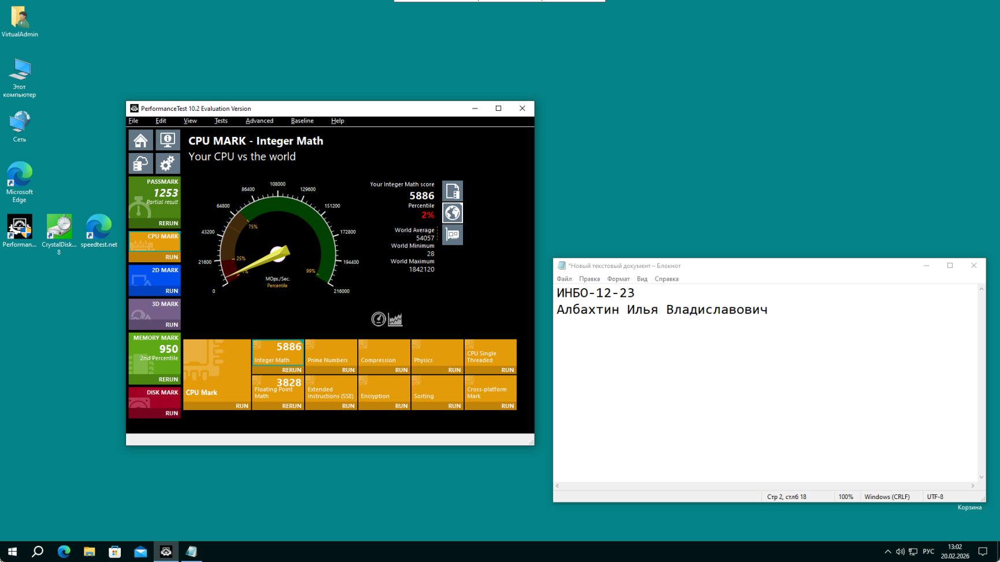 VirtualAdmin
Этот
компьютер
Сеть
Microsoft
Edge
Performan...
CrystalDisk...
8
speedtest.net
PerformanceTest 10.2 Evaluation Version
File Edit View Tests Advanced Baseline Help
CPU MARK - Integer Math
Your CPU vs the world
PASSMARK
1253
Partial result
RERUN
CPU MARK
RUN
2D MARK
RUN
3D MARK
RUN
MEMORY MARK
950
2nd Percentile
RERUN
DISK MARK
RUN
0
21600
43200
64800
86400
108000
129600
151200
172800
194400
216000
1%
25%
75%
99%
MOps./Sec.
Percentile
Your Integer Math score
5886
Percentile
2%
World Average
54057
World Minimum
28
World Maximum
1842120
CPU Mark
RUN
5886
Integer Math
RERUN
Prime Numbers
RUN
Compression
RUN
Physics
RUN
CPU Single
Threaded
RUN
3828
Floating Point
Math
RERUN
Extended
Instructions (SSE)
RUN
Encryption
RUN
Sorting
RUN
Cross-platform
Mark
RUN
*Новый текстовый документ – Блокнот
Файл Правка Формат Вид Справка
ИНБО-12-23
Албахтин Илья Владиславович
Стр 2, стлб 18 100% Windows (CRLF) UTF-8
Корзина
РУС
13:02
20.02.2026